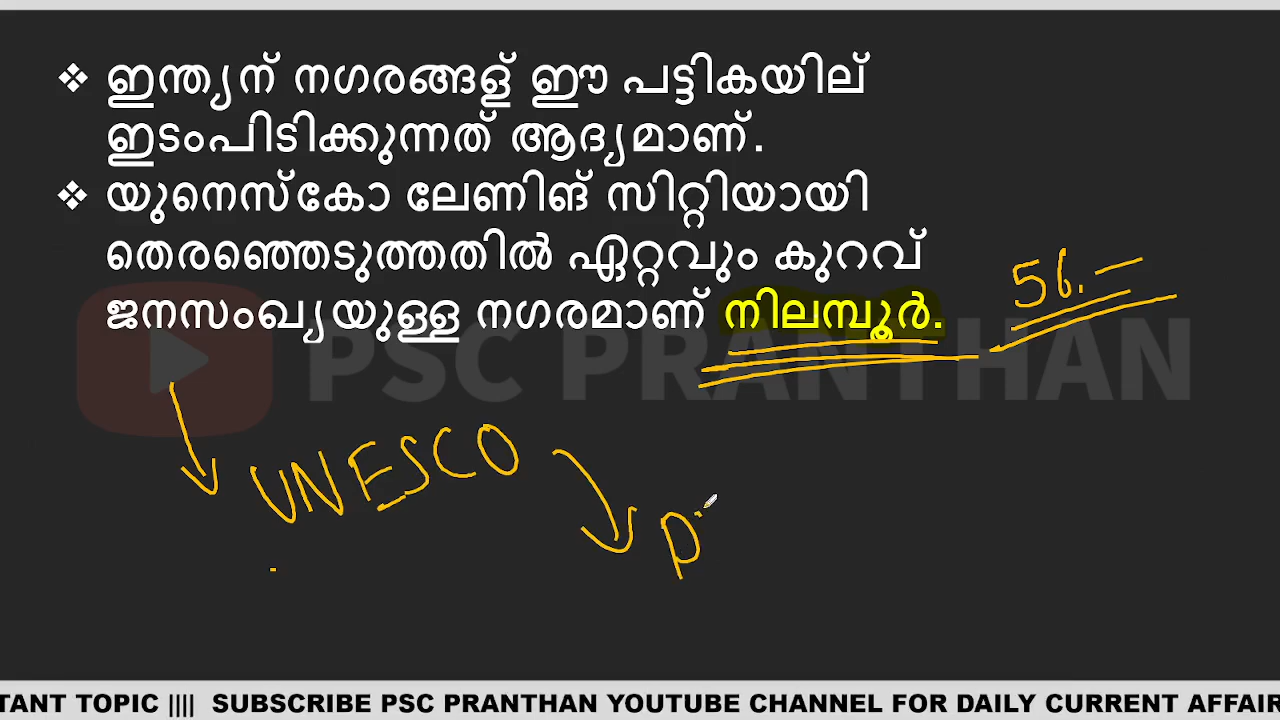 ❖ ഇന്ത്യന് നഗരങ്ങള് ഈ പട്ടികയില്
ഇടംപിടിക്കുന്നത് ആദ്യമാണ്.
❖ യുനെസ്കോ ലേണിങ് സിറ്റിയായി
തെരഞ്ഞെടുത്തതിൽ ഏറ്റവും കുറവ്
ജനസംഖ്യയുള്ള നഗരമാണ് നിലമ്പൂർ.
56.
PSC PRANTHAN
UNESCO
P
TANT TOPIC |||| SUBSCRIBE PSC PRANTHAN YOUTUBE CHANNEL FOR DAILY CURRENT AFFAIR